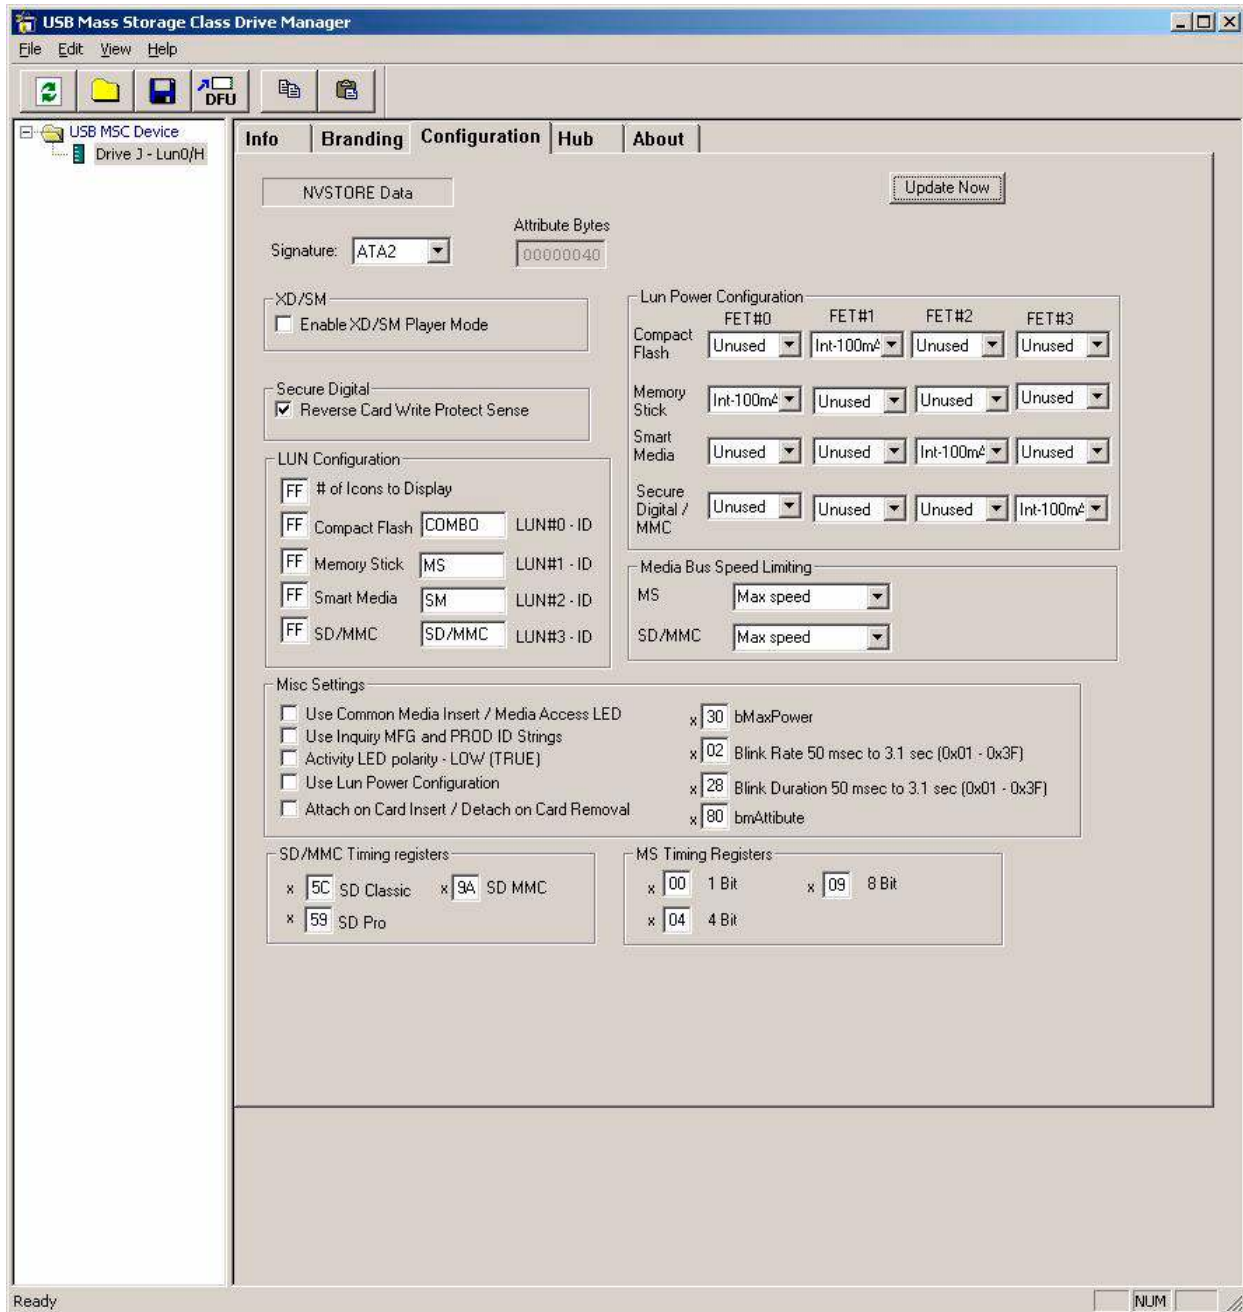 USB Mass Storage Class Drive Manager
File Edit View Help
DFU
USB MSC Device
Drive J - Lun0/H
Info Branding Configuration Hub About
NVSTORE Data
Update Now
Attribute Bytes
Signature: ATA2 00000040
XD/SM
Enable XD/SM Player Mode
Secure Digital
Reverse Card Write Protect Sense
LUN Configuration
FF # of Icons to Display
FF Compact Flash COMBO LUN#0 - ID
FF Memory Stick MS LUN#1 - ID
FF Smart Media SM LUN#2 - ID
FF SD/MMC SD/MMC LUN#3 - ID
Lun Power Configuration
FET#0 FET#1 FET#2 FET#3
Compact Flash Unused Int-100mA Unused Unused
Memory Stick Int-100mA Unused Unused Unused
Smart Media Unused Unused Int-100mA Unused
Secure Digital / MMC Unused Unused Unused Int-100mA
Media Bus Speed Limiting
MS Max speed
SD/MMC Max speed
Misc Settings
Use Common Media Insert / Media Access LED
Use Inquiry MFG and PROD ID Strings
Activity LED polarity - LOW (TRUE)
Use Lun Power Configuration
Attach on Card Insert / Detach on Card Removal
x 30 bMaxPower
x 02 Blink Rate 50 msec to 3.1 sec (0x01 - 0x3F)
x 28 Blink Duration 50 msec to 3.1 sec (0x01 - 0x3F)
x 80 bmAttibute
SD/MMC Timing registers
x 5C SD Classic x 9A SD MMC
x 59 SD Pro
MS Timing Registers
x 00 1 Bit x 09 8 Bit
x 04 4 Bit
Ready
NUM